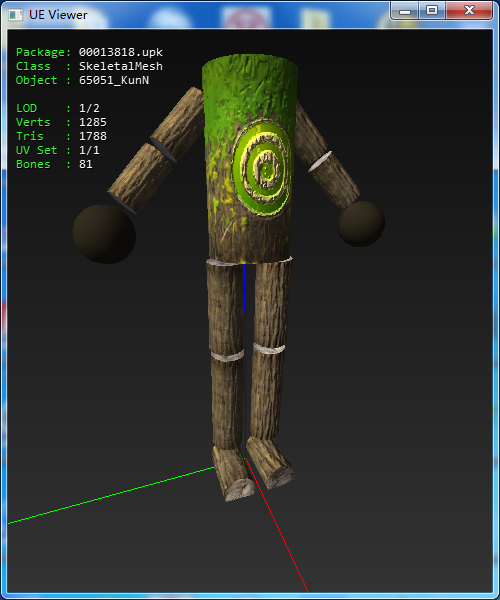 UE Viewer
Package: 00013818.upk
Class : SkeletalMesh
Object : 65051_KunN
LOD : 1/2
Verts : 1285
Tris : 1788
UV Set : 1/1
Bones : 81